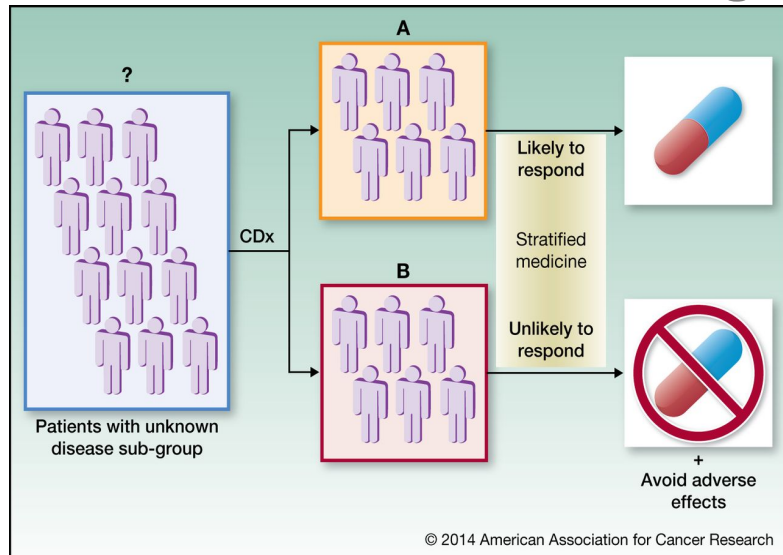 ?
Patients with unknown
disease sub-group
CDx
A
B
Likely to
respond
Stratified
medicine
Unlikely to
respond
+
Avoid adverse
effects
© 2014 American Association for Cancer Research